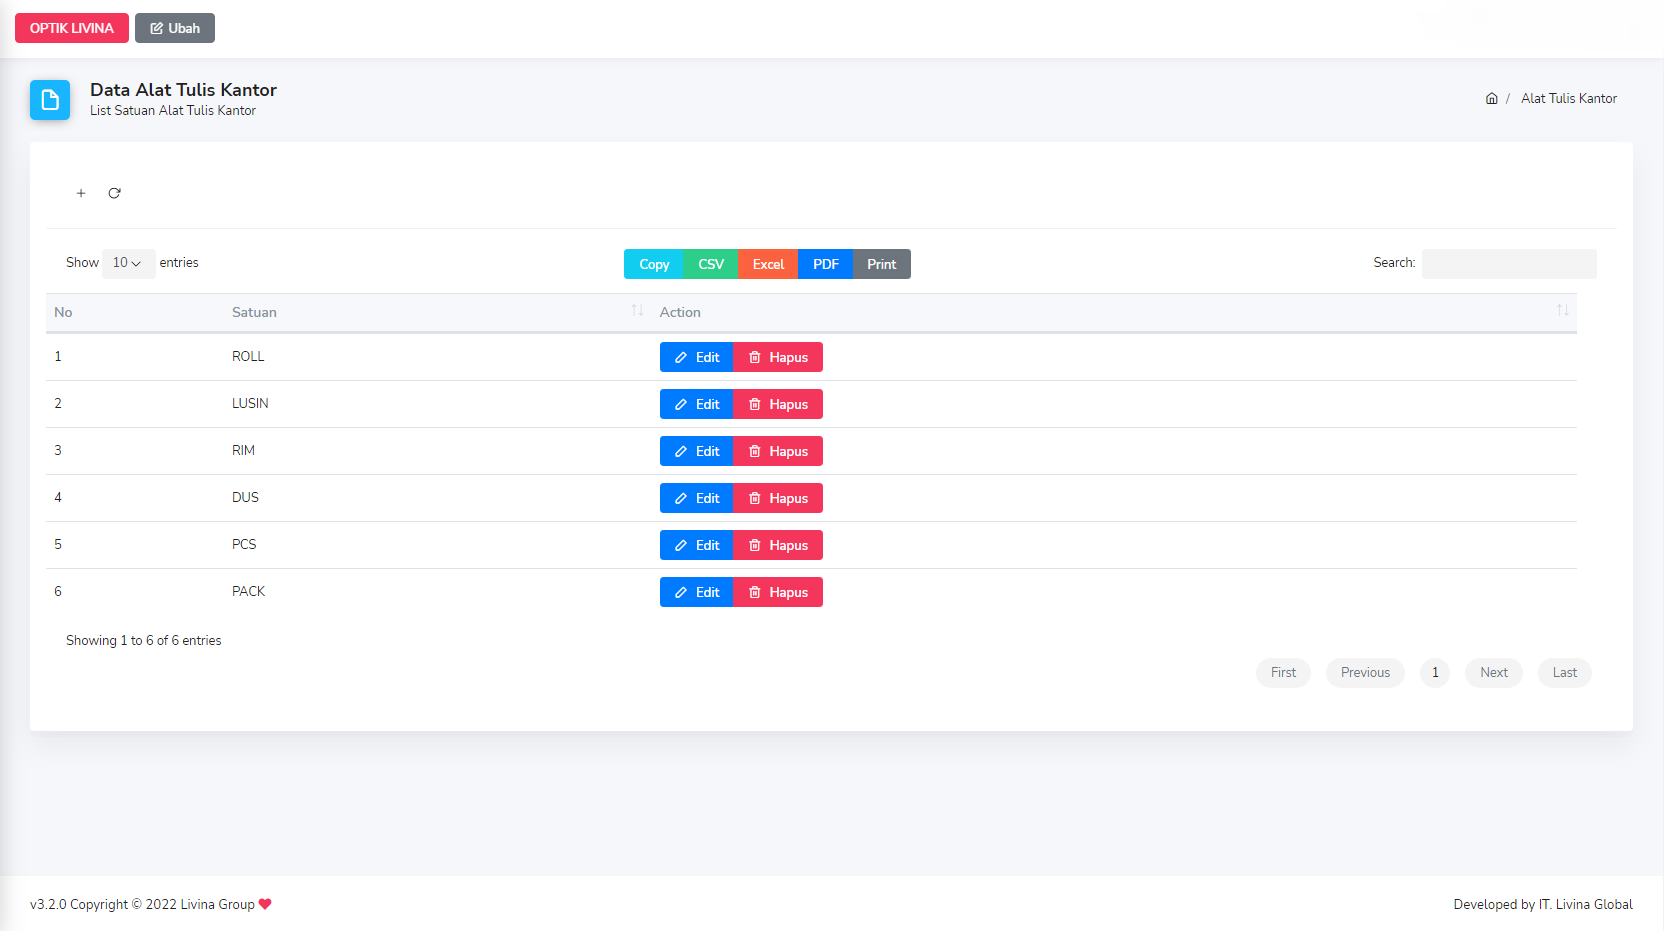 OPTIK LIVINA Ubah
Data Alat Tulis Kantor
List Satuan Alat Tulis Kantor
/ Alat Tulis Kantor
Show 10 entries Copy CSV Excel PDF Print Search:
No Satuan Action
1 ROLL Edit Hapus
2 LUSIN Edit Hapus
3 RIM Edit Hapus
4 DUS Edit Hapus
5 PCS Edit Hapus
6 PACK Edit Hapus
Showing 1 to 6 of 6 entries
First Previous 1 Next Last
v3.2.0 Copyright © 2022 Livina Group Developed by IT. Livina Global